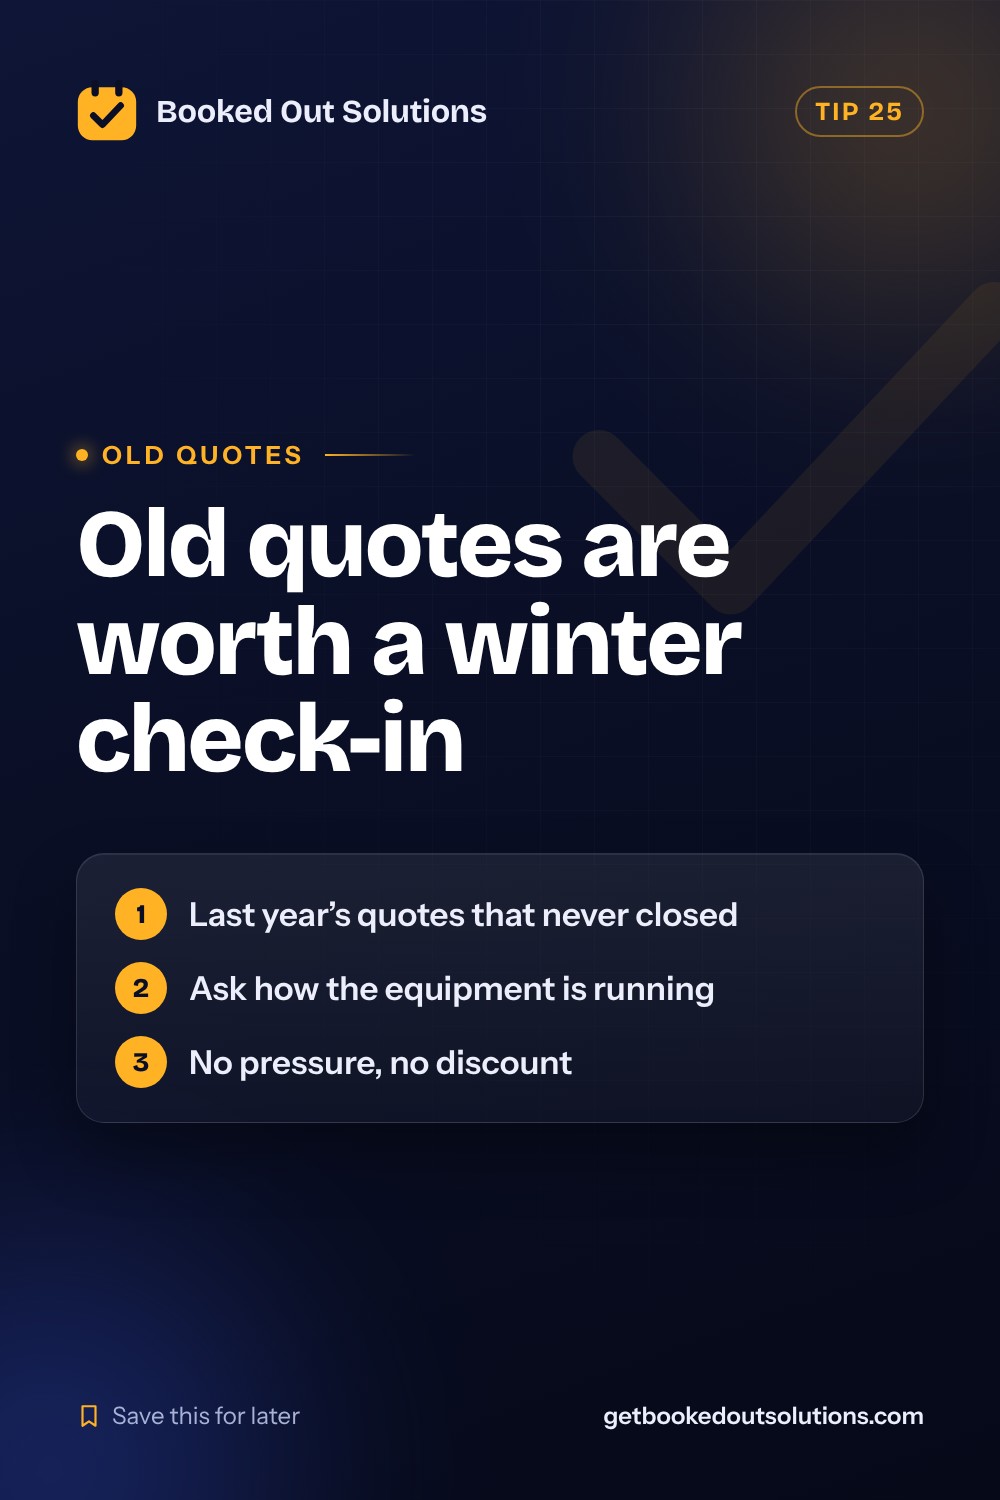 Booked Out Solutions
TIP 25
OLD QUOTES
Old quotes are
worth a winter
check-in
1 Last year’s quotes that never closed
2 Ask how the equipment is running
3 No pressure, no discount
Save this for later
getbookedoutsolutions.com